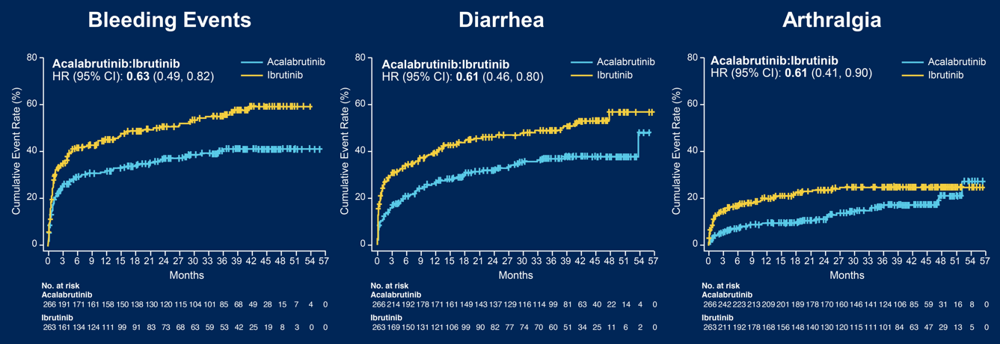 Bleeding Events
Acalabrutinib:Ibrutinib
HR (95% CI): 0.63 (0.49, 0.82)
Acalabrutinib
Ibrutinib
Cumulative Event Rate (%)
80
60
40
20
0
0 3 6 9 12 15 18 21 24 27 30 33 36 39 42 45 48 51 54 57
Months
No. at risk
Acalabrutinib
266 191 171 161 158 150 138 130 120 115 104 101 85 68 49 28 15 7 4 0
Ibrutinib
263 161 134 124 111 99 91 83 73 68 63 59 53 42 25 19 8 3 0 0
Diarrhea
Acalabrutinib:Ibrutinib
HR (95% CI): 0.61 (0.46, 0.80)
Acalabrutinib
Ibrutinib
Cumulative Event Rate (%)
80
60
40
20
0
0 3 6 9 12 15 18 21 24 27 30 33 36 39 42 45 48 51 54 57
Months
No. at risk
Acalabrutinib
266 214 192 178 171 161 149 143 137 129 116 114 99 81 63 40 22 14 4 0
Ibrutinib
263 169 150 131 121 106 99 90 82 77 74 70 60 51 34 25 11 6 2 0
Arthralgia
Acalabrutinib:Ibrutinib
HR (95% CI): 0.61 (0.41, 0.90)
Acalabrutinib
Ibrutinib
Cumulative Event Rate (%)
80
60
40
20
0
0 3 6 9 12 15 18 21 24 27 30 33 36 39 42 45 48 51 54 57
Months
No. at risk
Acalabrutinib
266 242 223 213 209 201 189 178 170 160 146 141 124 106 85 59 31 16 8 0
Ibrutinib
263 211 192 178 168 156 148 140 130 120 115 111 101 84 63 47 29 13 5 0